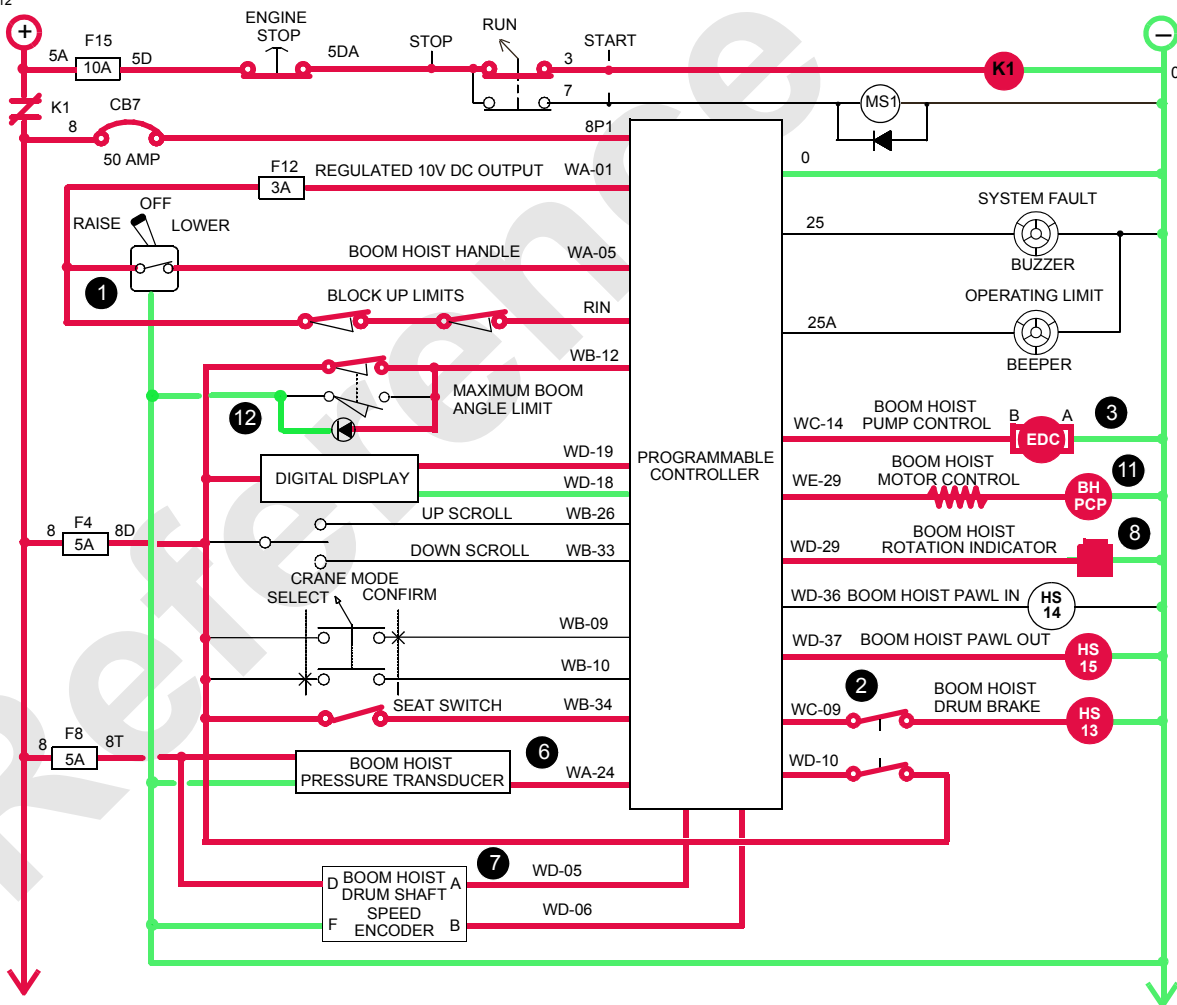 12
+
−
5A
F15
10A
5D
ENGINE
STOP
5DA
STOP
RUN
3
START
K1
0
7
MS1
K1
8
CB7
50 AMP
8P1
F12
3A
REGULATED 10V DC OUTPUT
WA-01
0
OFF
RAISE
LOWER
BOOM HOIST HANDLE
WA-05
1
BLOCK UP LIMITS
RIN
25
SYSTEM FAULT
BUZZER
25A
OPERATING LIMIT
BEEPER
WB-12
MAXIMUM BOOM
ANGLE LIMIT
12
PROGRAMMABLE
CONTROLLER
DIGITAL DISPLAY
WD-19
WD-18
UP SCROLL
WB-26
DOWN SCROLL
WB-33
8
F4
5A
8D
CRANE MODE
SELECT
CONFIRM
WB-09
WB-10
SEAT SWITCH
WB-34
8
F8
5A
8T
BOOM HOIST
PRESSURE TRANSDUCER
6
WA-24
WC-14
BOOM HOIST
PUMP CONTROL
B
A
EDC
3
WE-29
BOOM HOIST
MOTOR CONTROL
BH
PCP
11
WD-29
BOOM HOIST
ROTATION INDICATOR
8
WD-36 BOOM HOIST PAWL IN
HS
14
WD-37
BOOM HOIST PAWL OUT
HS
15
2
WC-09
BOOM HOIST
DRUM BRAKE
HS
13
WD-10
7
D
BOOM HOIST
DRUM SHAFT
SPEED
ENCODER
A
F
B
WD-05
WD-06
Reference